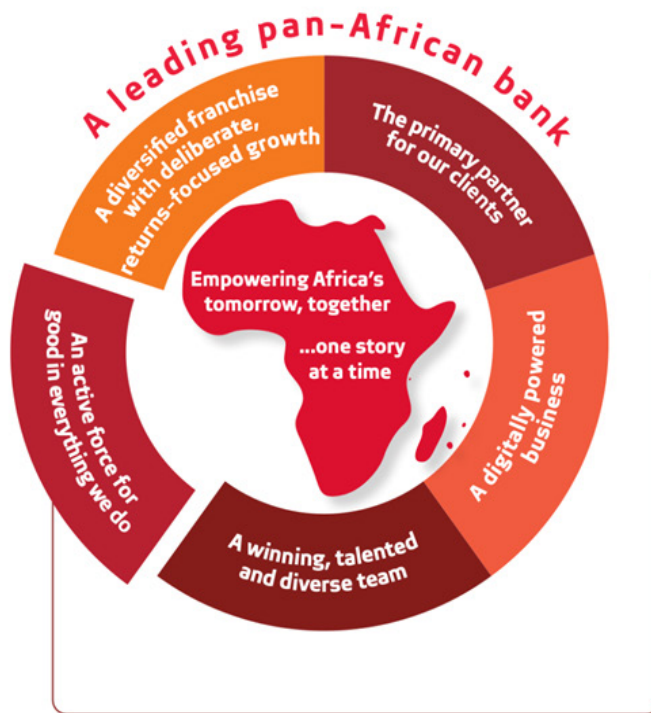 A leading pan-African bank
A diversified franchise
with deliberate,
returns-focused growth
The primary partner
for our clients
A digitally powered
business
A winning, talented
and diverse team
An active force for
good in everything we do
Empowering Africa's
tomorrow, together
...one story
at a time